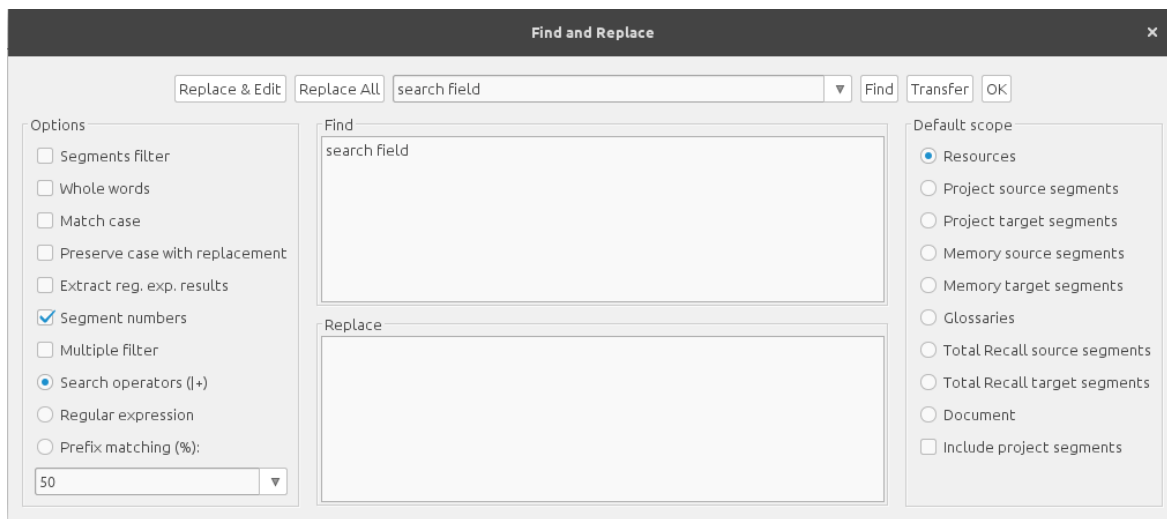 Find and Replace
×
Replace & Edit
Replace All
search field
Find
Transfer
OK
Options
Segments filter
Whole words
Match case
Preserve case with replacement
Extract reg. exp. results
Segment numbers
Multiple filter
Search operators (|+)
Regular expression
Prefix matching (%):
50
Find
search field
Replace
Default scope
Resources
Project source segments
Project target segments
Memory source segments
Memory target segments
Glossaries
Total Recall source segments
Total Recall target segments
Document
Include project segments